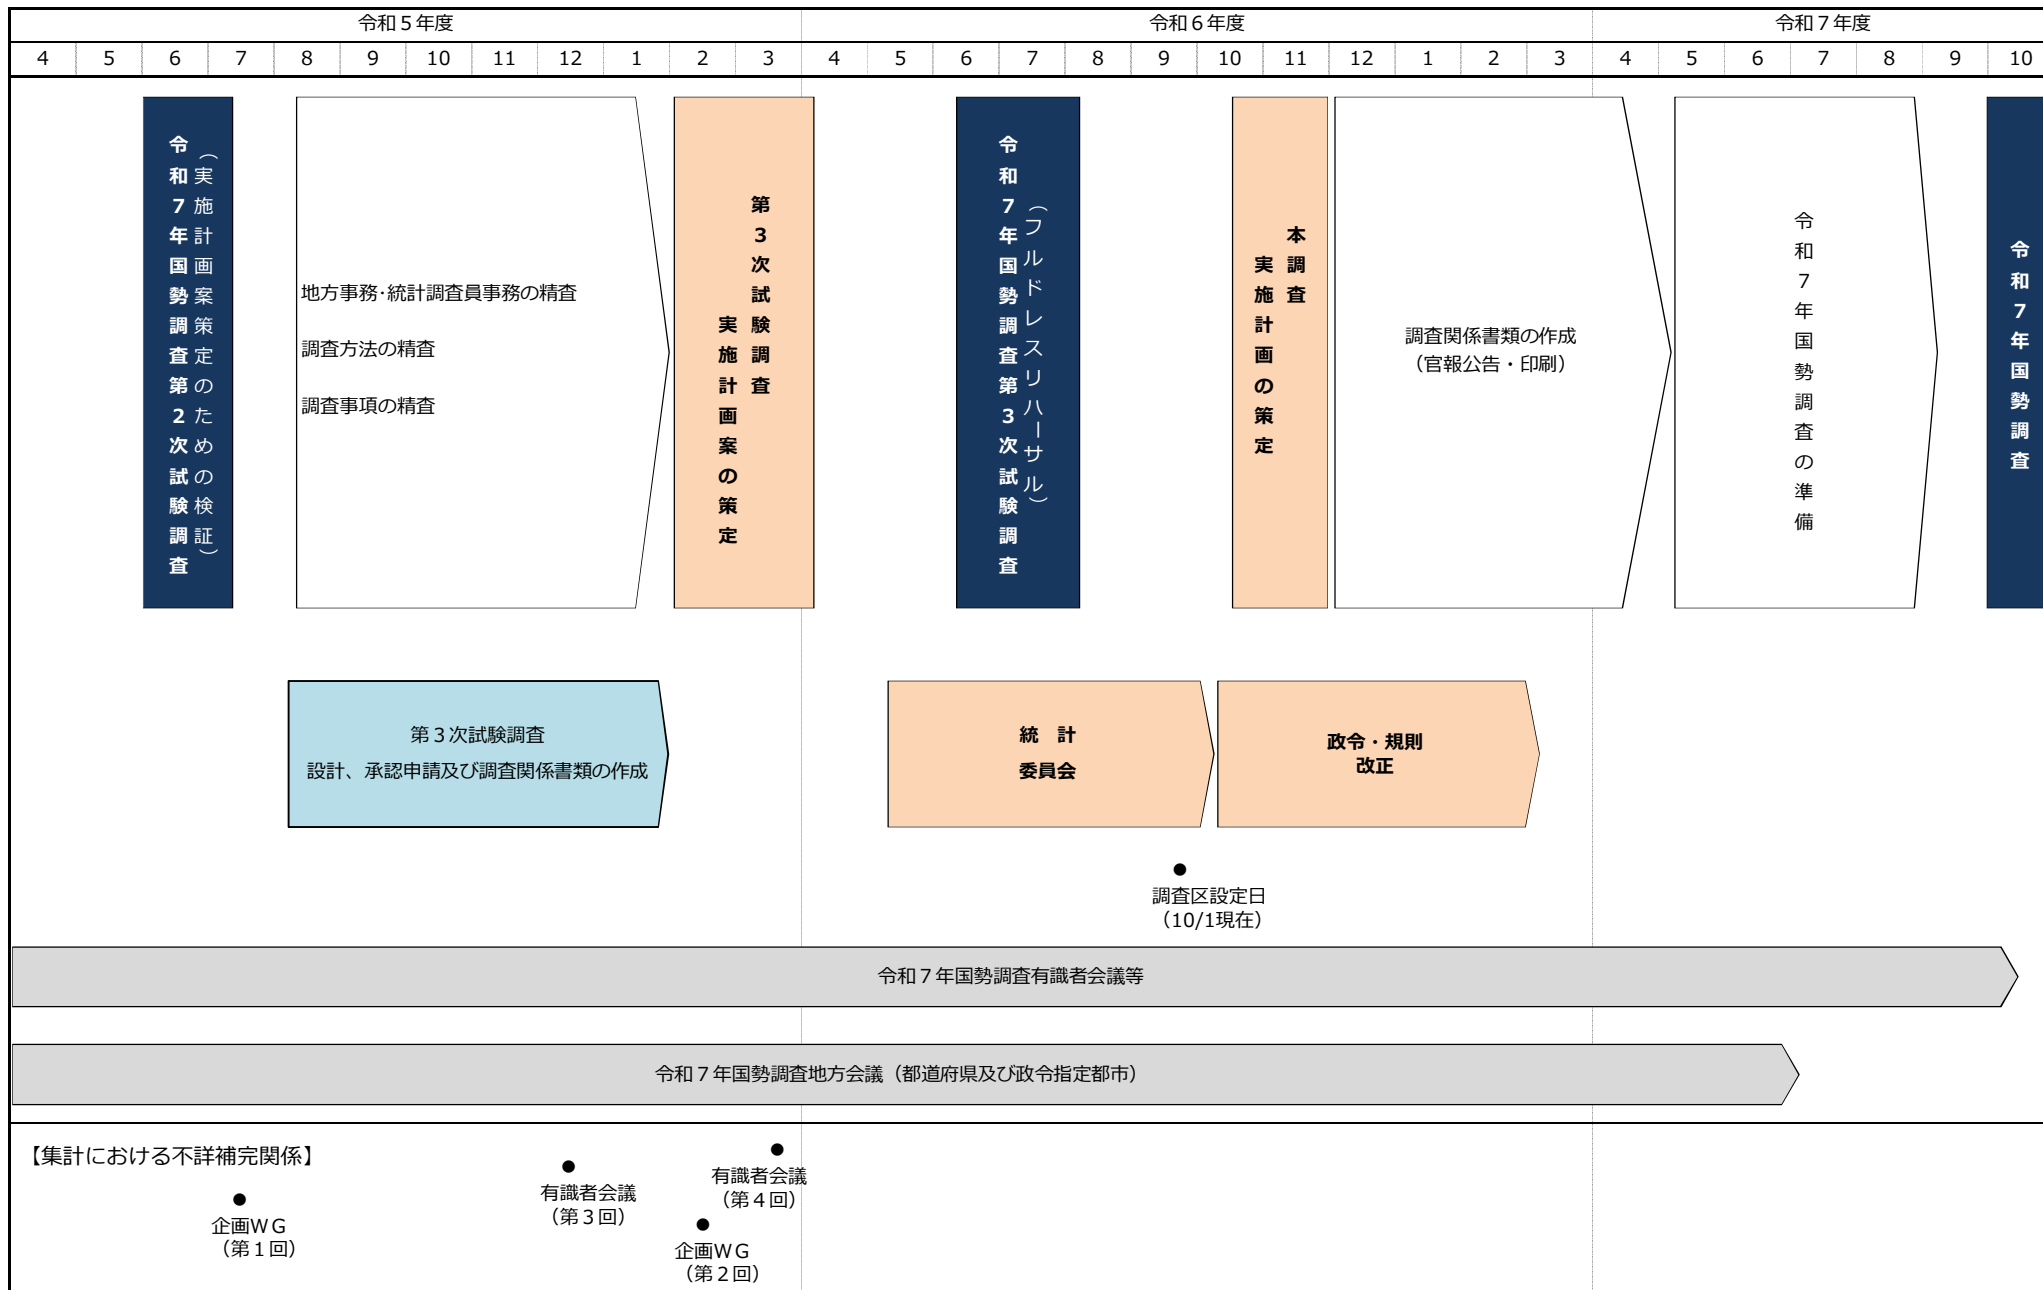 令和５年度
令和６年度
令和７年度
4 5 6 7 8 9 10 11 12 1 2 3 4 5 6 7 8 9 10 11 12 1 2 3 4 5 6 7 8 9 10
令和７年国勢調査第２次試験調査
（実施計画案策定のための検証）
地方事務･統計調査員事務の精査
調査方法の精査
調査事項の精査
第３次試験調査
実施計画案の策定
令和７年国勢調査第３次試験調査
（フルドレスリハーサル）
本調査
実施計画の策定
調査関係書類の作成
（官報公告・印刷）
令和７年国勢調査の準備
令和７年国勢調査
第３次試験調査
設計、承認申請及び調査関係書類の作成
統　計
委員会
政令・規則
改正
●
調査区設定日
（10/1現在）
令和７年国勢調査有識者会議等
令和７年国勢調査地方会議（都道府県及び政令指定都市）
【集計における不詳補完関係】
●
企画WＧ
（第１回）
●
有識者会議
（第３回）
●
企画WＧ
（第２回）
●
有識者会議
（第４回）